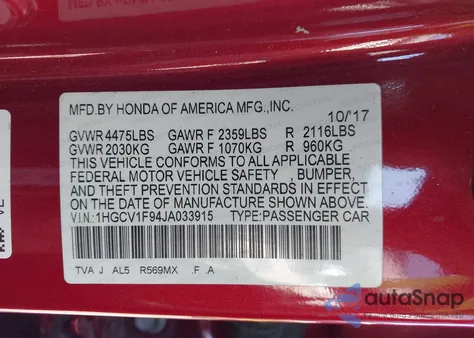 MFD.BY HONDA OF AMERICA MFG.,INC.
10/'17
GVWR 4475LBS GAWR F 2359LBS R 2116LBS
GVWR 2030KG GAWR F 1070KG R 960KG
THIS VEHICLE CONFORMS TO ALL APPLICABLE
FEDERAL MOTOR VEHICLE SAFETY , BUMPER,
AND THEFT PREVENTION STANDARDS IN EFFECT
ON THE DATE OF MANUFACTURE SHOWN ABOVE.
V.I.N.:1HGCV1F94JA033915 TYPE:PASSENGER CAR
TVA J AL5 R569MX .F .A
VL
autoSnap